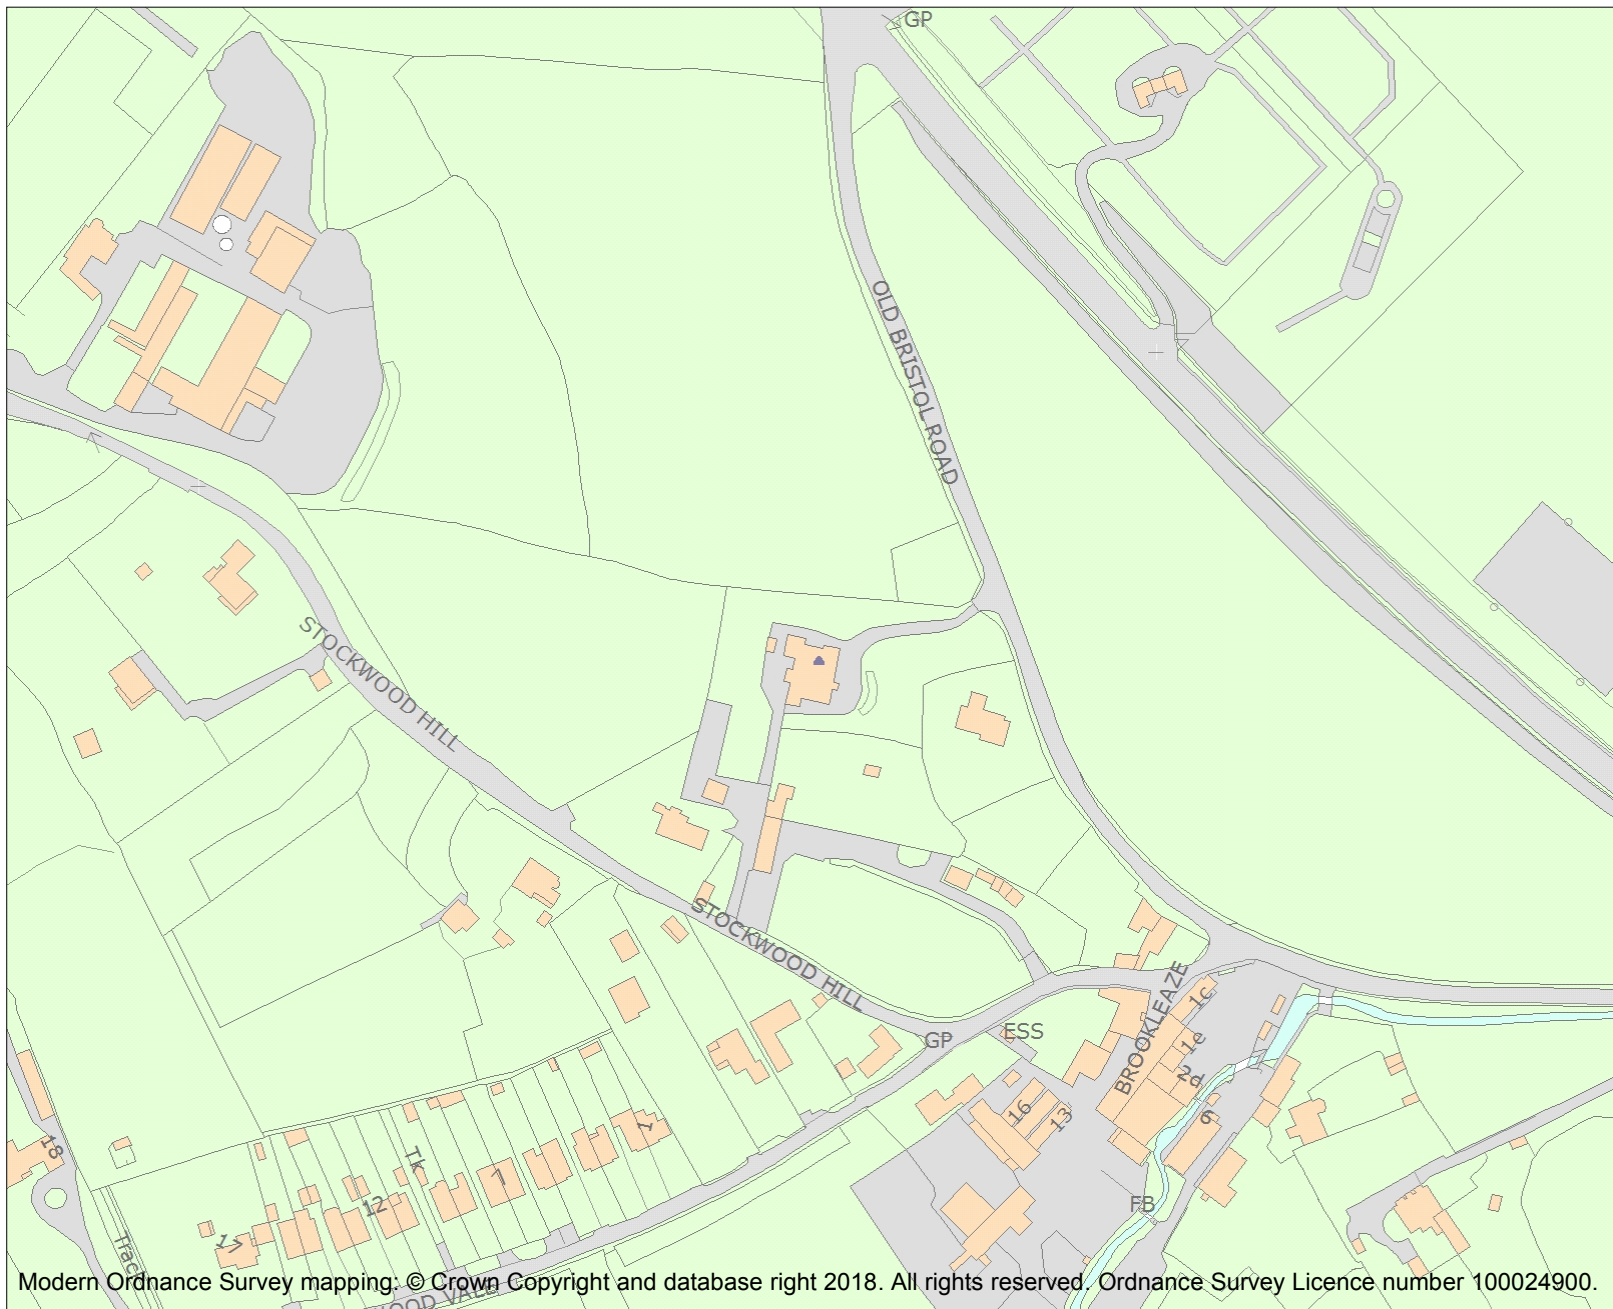 GP
OLD BRISTOL ROAD
STOCKWOOD HILL
STOCKWOOD HILL
BROOKLEAZE
1c
ESS
GP
1e
2d
16
13
6
1
18
Tk
7
12
FB
17
Modern Ordnance Survey mapping: © Crown Copyright and database right 2018. All rights reserved. Ordnance Survey Licence number 100024900.